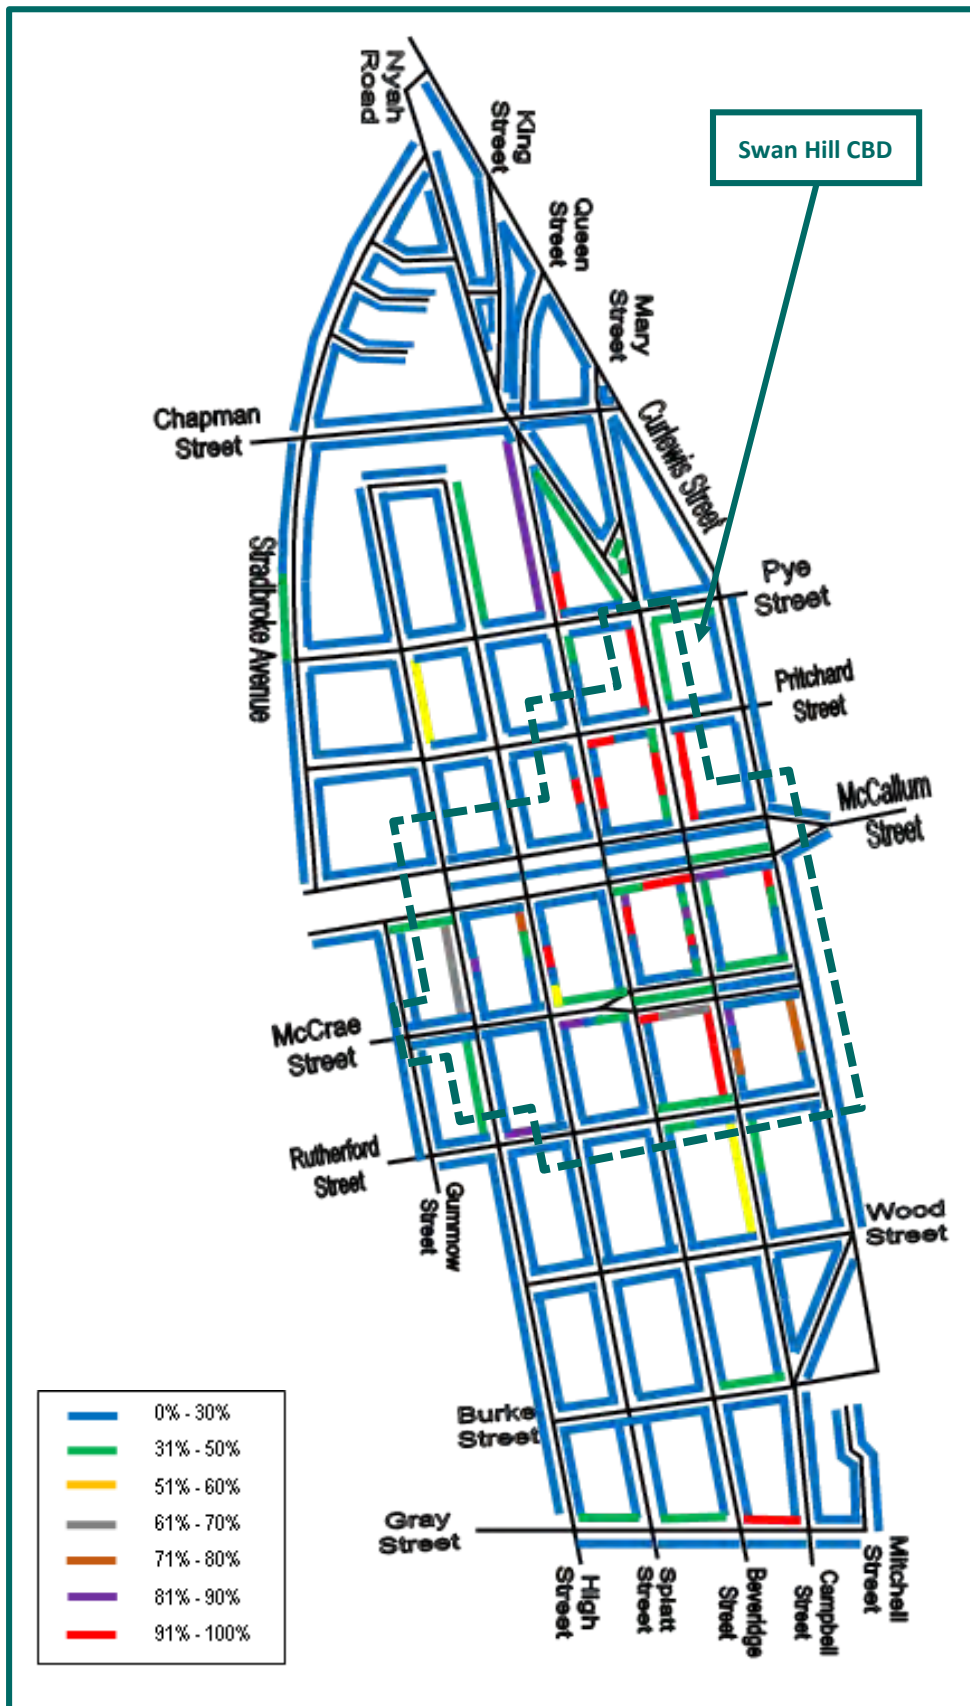 Nyah
Road
King
Street
Swan Hill CBD
Queen
Street
Mary
Street
Chapman
Street
Curlewis Street
Stradbroke Avenue
Pye
Street
Pritchard
Street
McCallum
Street
McCrae
Street
Rutherford
Street
Gummow
Street
Wood
Street
Burke
Street
Gray
Street
High
Street
Splatt
Street
Beveridge
Street
Campbell
Street
Mitchell
Street
0% - 30%
31% - 50%
51% - 60%
61% - 70%
71% - 80%
81% - 90%
91% - 100%